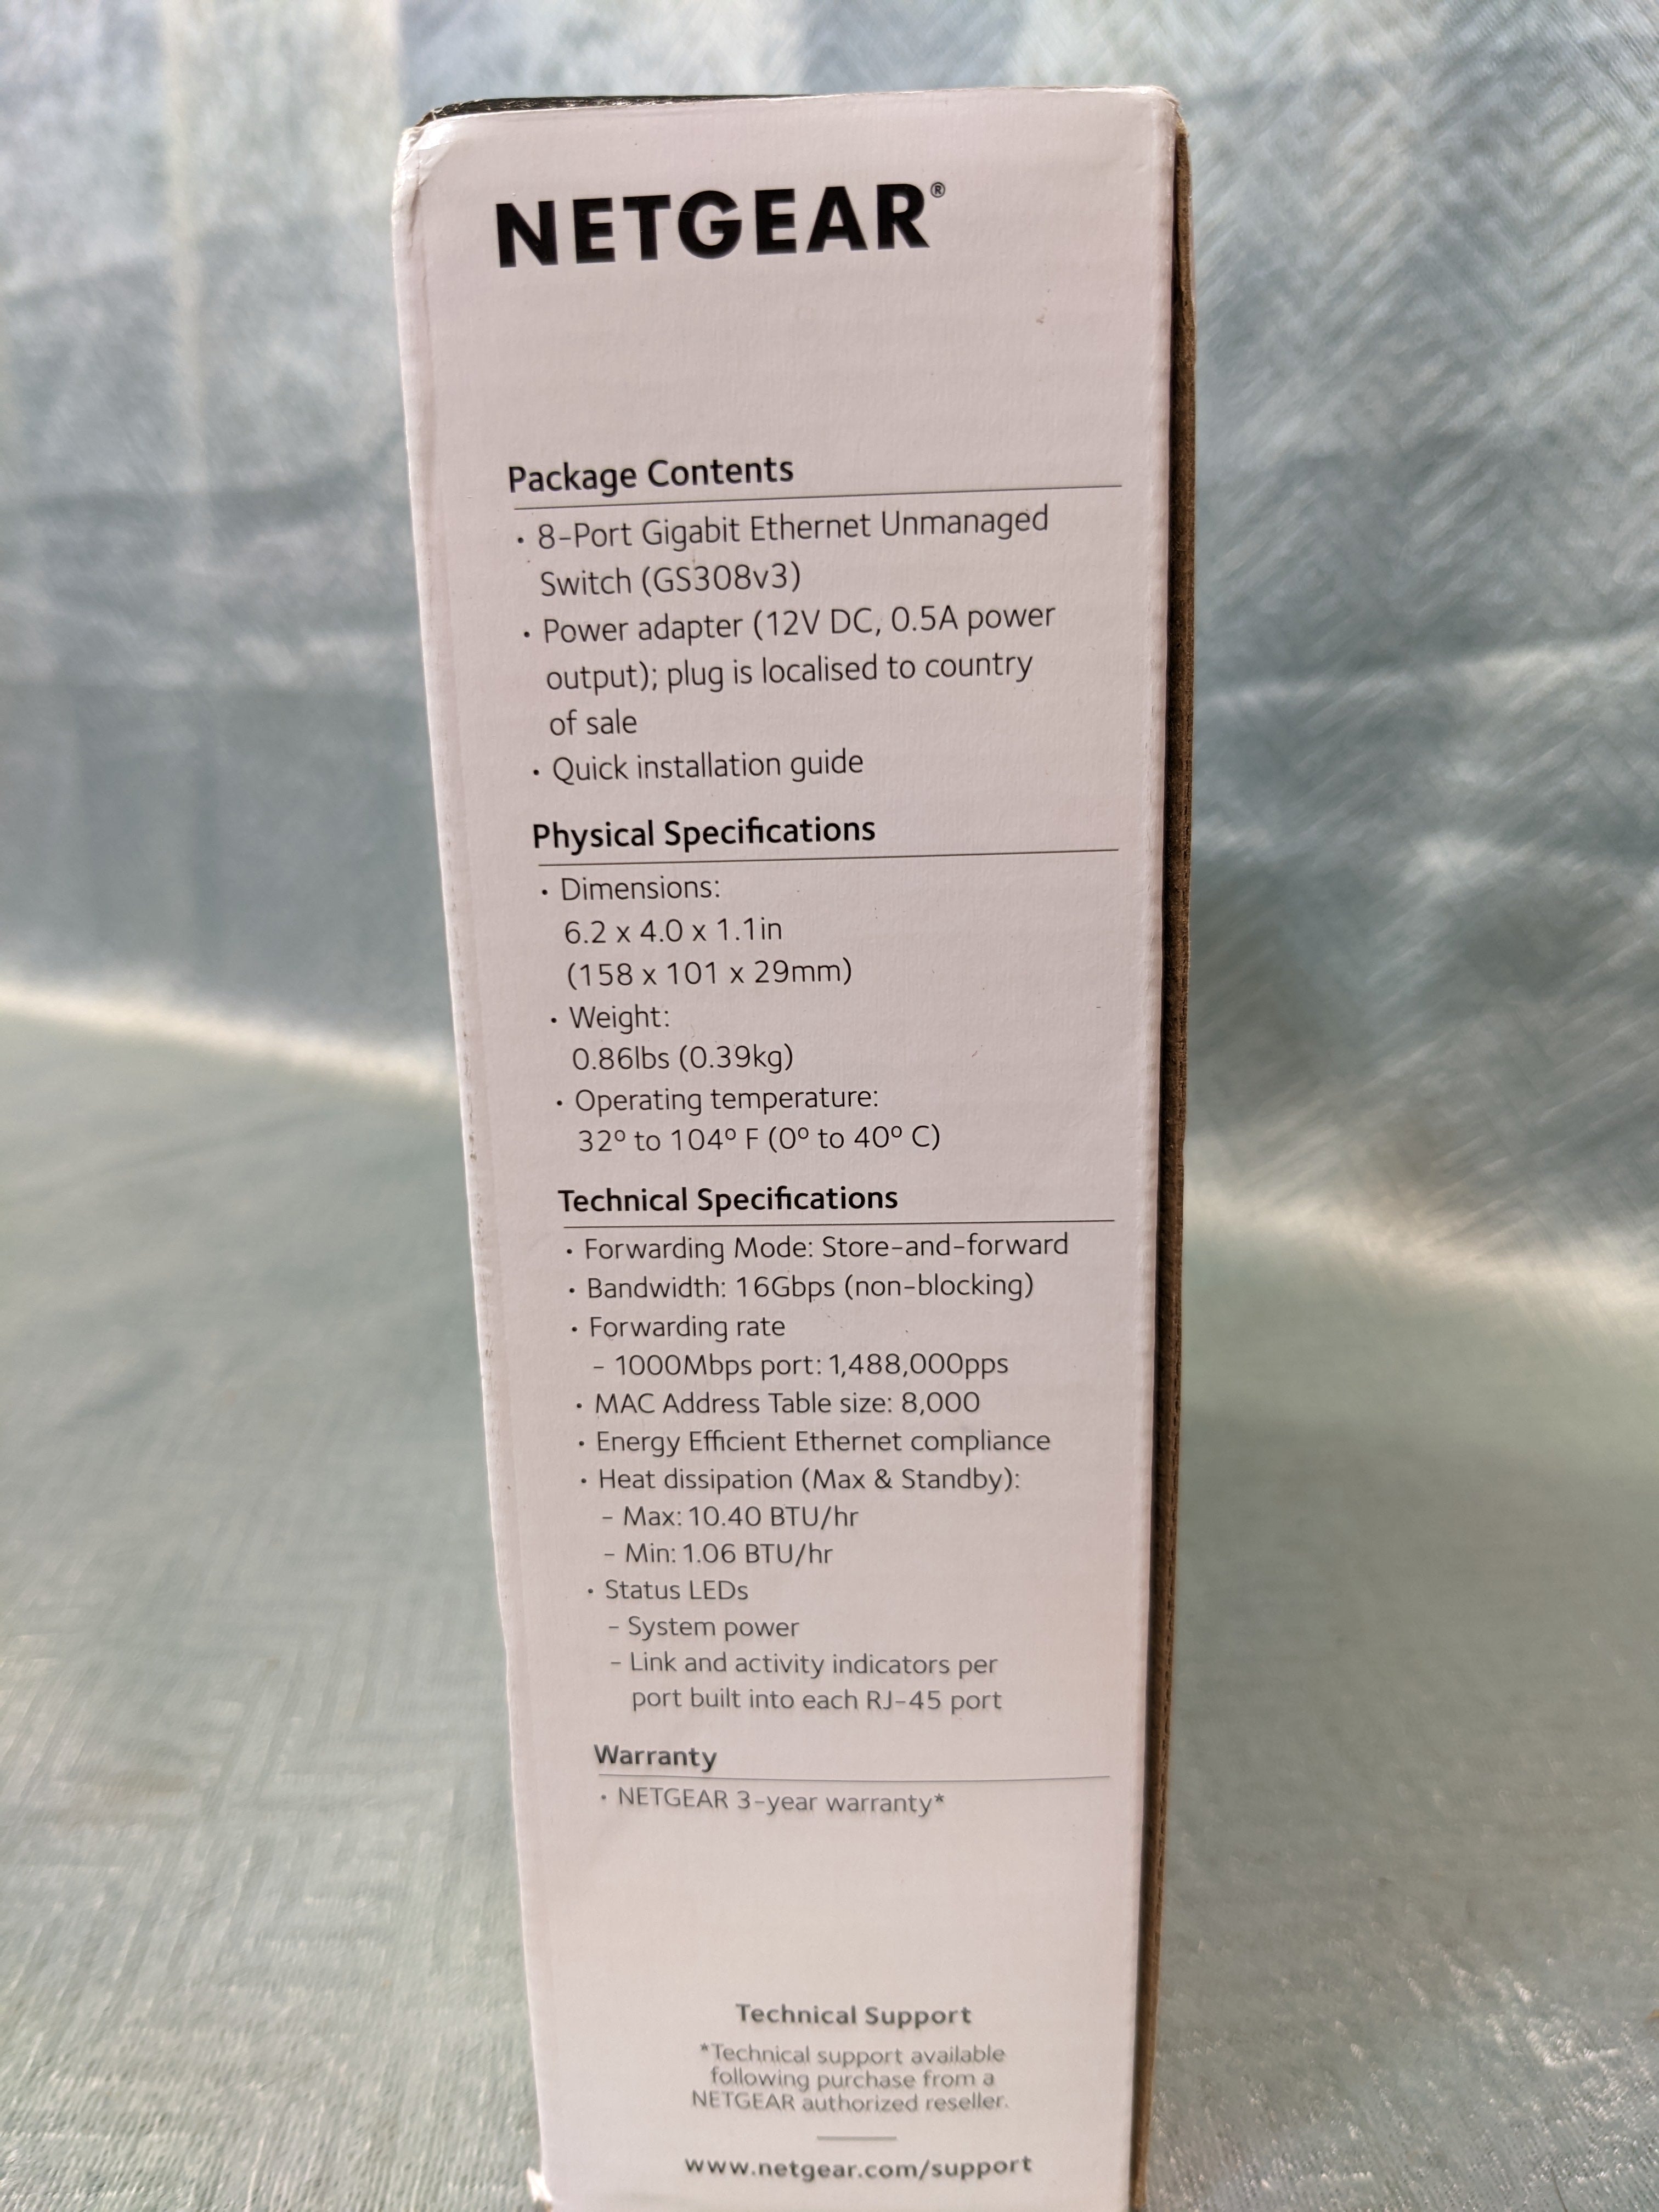 NETGEAR®
Package Contents
• 8-Port Gigabit Ethernet Unmanaged
Switch (GS308v3)
• Power adapter (12V DC, 0.5A power
output); plug is localised to country
of sale
• Quick installation guide
Physical Specifications
• Dimensions:
6.2 x 4.0 x 1.1in
(158 x 101 x 29mm)
• Weight:
0.86lbs (0.39kg)
• Operating temperature:
32º to 104º F (0º to 40º C)
Technical Specifications
• Forwarding Mode: Store-and-forward
• Bandwidth: 16Gbps (non-blocking)
• Forwarding rate
– 1000Mbps port: 1,488,000pps
• MAC Address Table size: 8,000
• Energy Efficient Ethernet compliance
• Heat dissipation (Max & Standby):
– Max: 10.40 BTU/hr
– Min: 1.06 BTU/hr
• Status LEDs
– System power
– Link and activity indicators per
port built into each RJ-45 port
Warranty
• NETGEAR 3-year warranty*
Technical Support
*Technical support available
following purchase from a
NETGEAR authorized reseller.
www.netgear.com/support